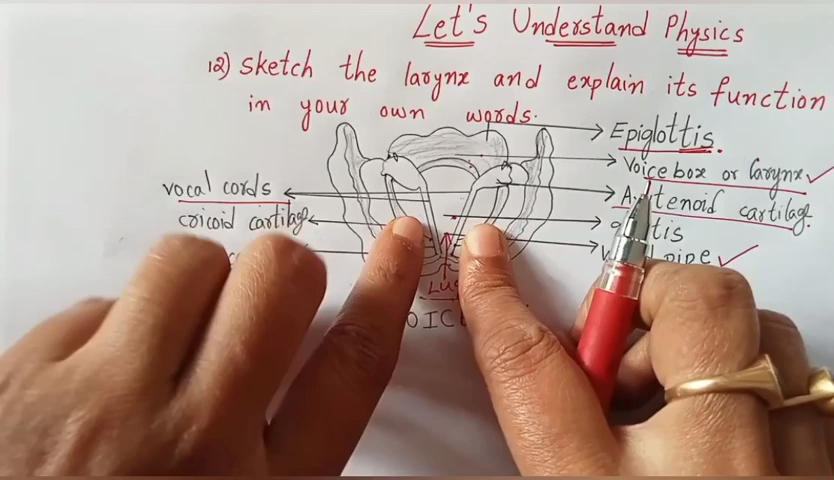 Let's Understand Physics
12) Sketch the larynx and explain its function
in your own words.
Epiglottis.
Voice box or larynx
vocal cords
cricoid cartilage
cartilage.
pipe